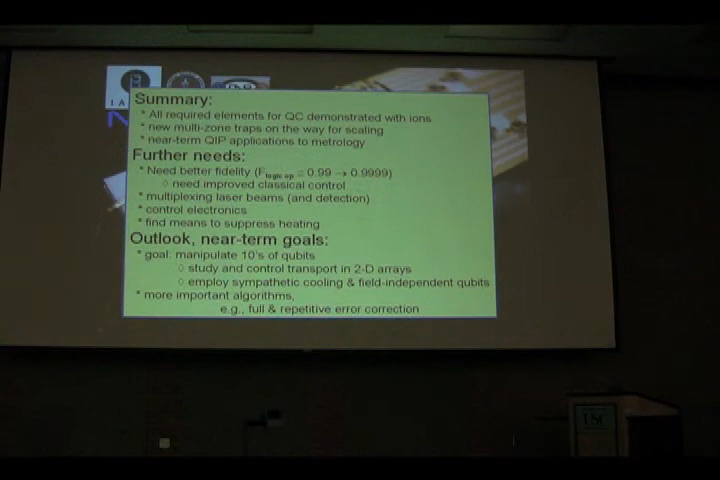 I A
N
Summary:
* All required elements for QC demonstrated with ions
* new multi-zone traps on the way for scaling
* near-term QIP applications to metrology
Further needs:
* Need better fidelity (Flogic op = 0.99 → 0.9999)
◊ need improved classical control
* multiplexing laser beams (and detection)
* control electronics
* find means to suppress heating
Outlook, near-term goals:
* goal: manipulate 10's of qubits
◊ study and control transport in 2-D arrays
◊ employ sympathetic cooling & field-independent qubits
* more important algorithms,
e.g., full & repetitive error correction
USC